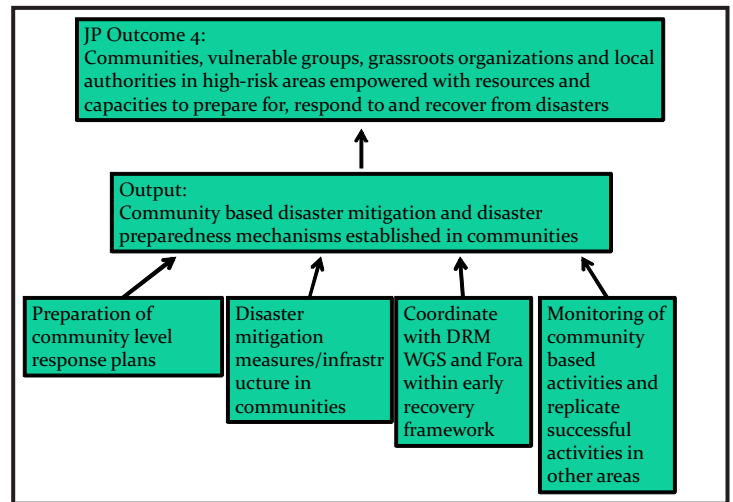 JP Outcome 4:
Communities, vulnerable groups, grassroots organizations and local
authorities in high-risk areas empowered with resources and
capacities to prepare for, respond to and recover from disasters
Output:
Community based disaster mitigation and disaster
preparedness mechanisms established in communities
Preparation of
community level
response plans
Disaster
mitigation
measures/infrastr
ucture in
communities
Coordinate
with DRM
WGS and Fora
within early
recovery
framework
Monitoring of
community
based
activities and
replicate
successful
activities in
other areas